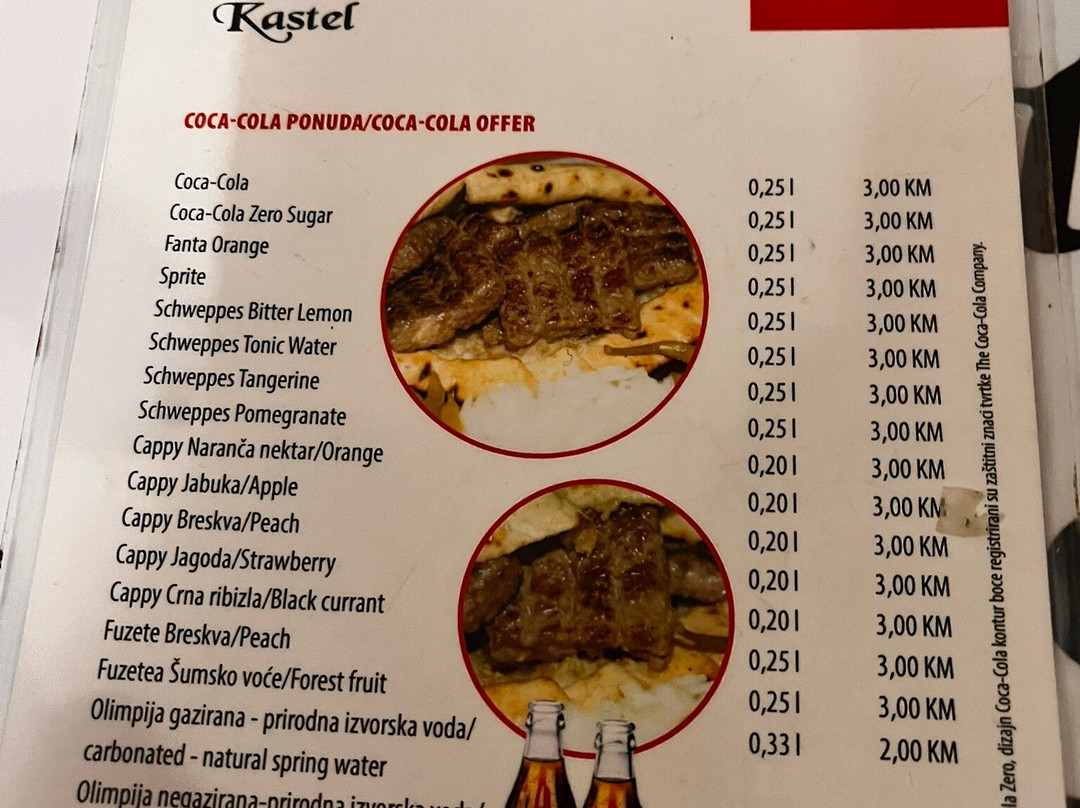 Kastel
COCA-COLA PONUDA/COCA-COLA OFFER
Coca-Cola 0,25 l 3,00 KM
Coca-Cola Zero Sugar 0,25 l 3,00 KM
Fanta Orange 0,25 l 3,00 KM
Sprite 0,25 l 3,00 KM
Schweppes Bitter Lemon 0,25 l 3,00 KM
Schweppes Tonic Water 0,25 l 3,00 KM
Schweppes Tangerine 0,25 l 3,00 KM
Schweppes Pomegranate 0,25 l 3,00 KM
Cappy Naranča nektar/Orange 0,20 l 3,00 KM
Cappy Jabuka/Apple 0,20 l 3,00 KM
Cappy Breskva/Peach 0,20 l 3,00 KM
Cappy Jagoda/Strawberry 0,20 l 3,00 KM
Cappy Crna ribizla/Black currant 0,20 l 3,00 KM
Fuzete Breskva/Peach 0,25 l 3,00 KM
Fuzetea Šumsko voće/Forest fruit 0,25 l 3,00 KM
Olimpija gazirana - prirodna izvorska voda/ 0,33 l 2,00 KM
carbonated - natural spring water
Olimpija negazirana-prirodna izvorska voda/
Zero, dizajn Coca-Cola kontur boce registrirani su zaštitni znaci tvrtke The Coca-Cola Company.